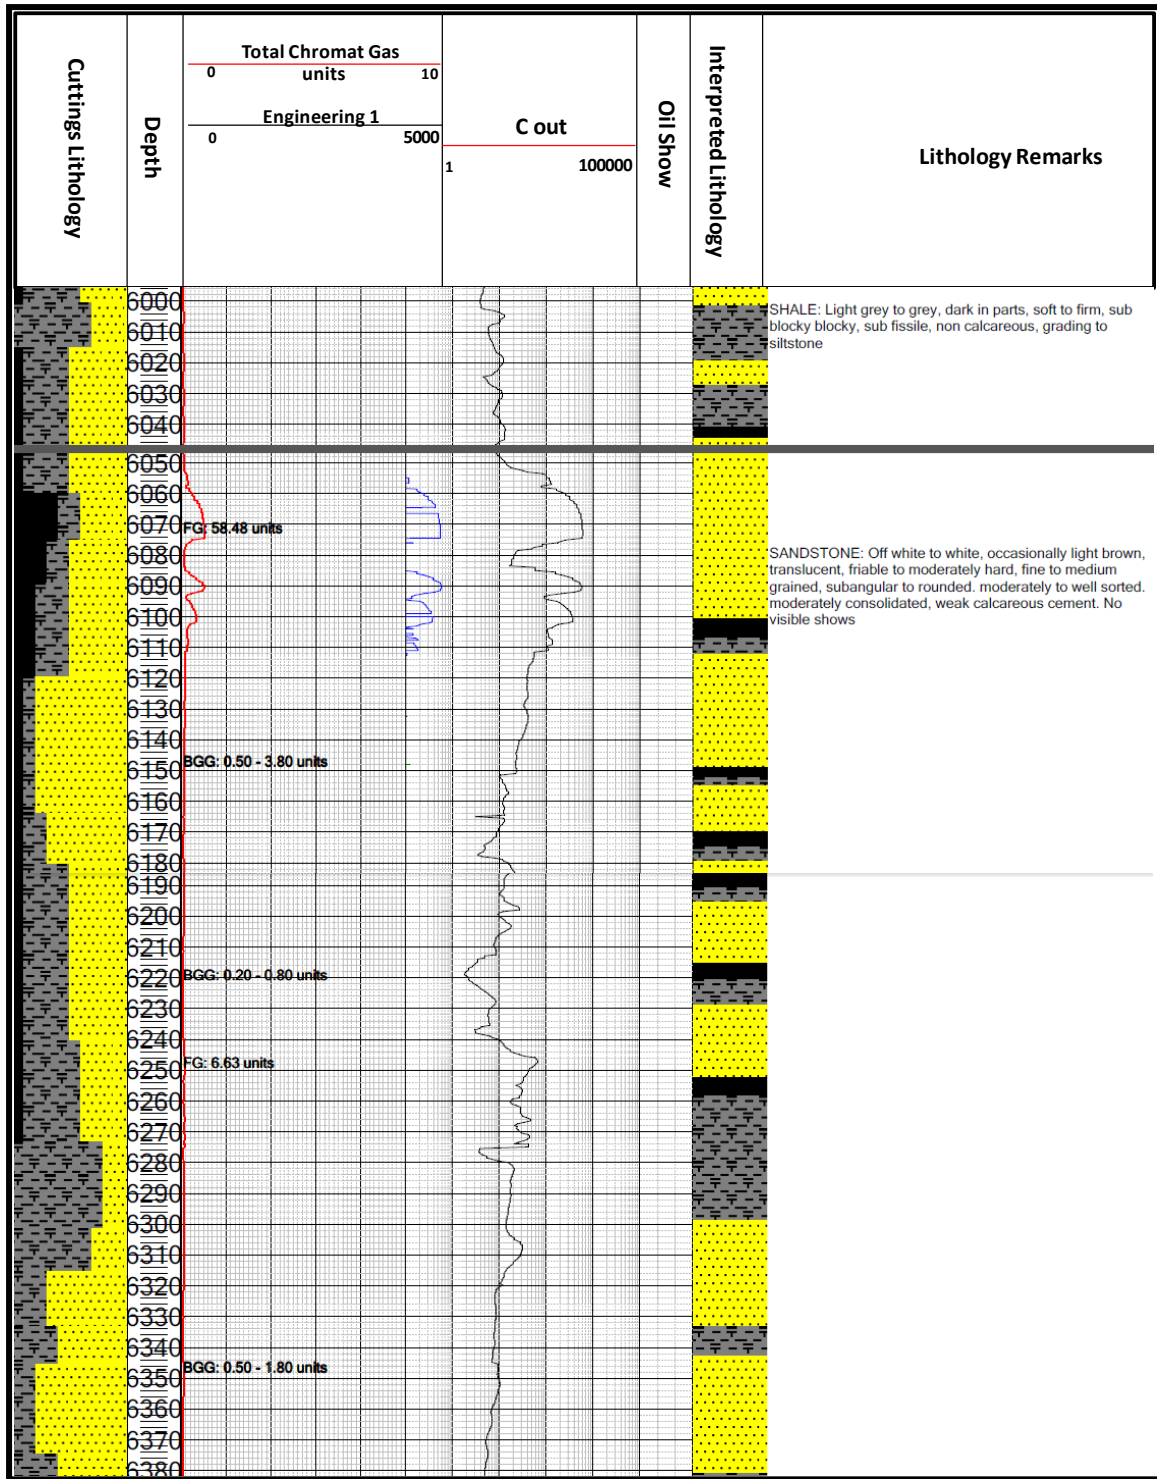 Cuttings Lithology
Depth
Total Chromat Gas
0 units 10
Engineering 1
0 5000
C out
1 100000
Oil Show
Interpreted Lithology
Lithology Remarks
6000
SHALE: Light grey to grey, dark in parts, soft to firm, sub
blocky blocky, sub fissile, non calcareous, grading to
siltstone
6010
6020
6030
6040
6050
6060
6070
FG: 58.48 units
6080
SANDSTONE: Off white to white, occasionally light brown,
translucent, friable to moderately hard, fine to medium
grained, subangular to rounded. moderately to well sorted.
moderately consolidated, weak calcareous cement. No
visible shows
6090
6100
6110
6120
6130
6140
BGG: 0.50 - 3.80 units
6150
6160
6170
6180
6190
6200
6210
BGG: 0.20 - 0.80 units
6220
6230
6240
FG: 6.63 units
6250
6260
6270
6280
6290
6300
6310
6320
6330
6340
BGG: 0.50 - 1.80 units
6350
6360
6370
6380